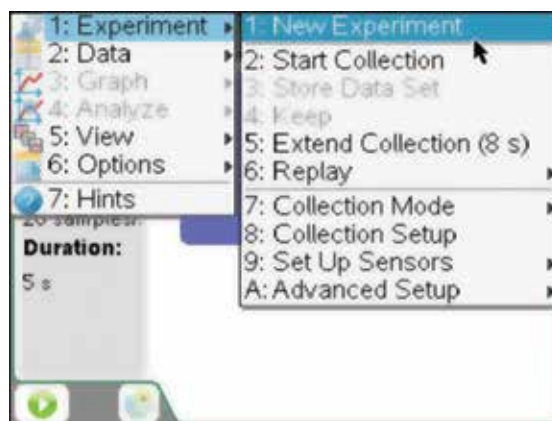 1: Experiment
2: Data
3: Graph
4: Analyze
5: View
6: Options
7: Hints
1: New Experiment
2: Start Collection
3: Store Data Set
4: Keep
5: Extend Collection (8 s)
6: Replay
7: Collection Mode
8: Collection Setup
9: Set Up Sensors
A: Advanced Setup
Duration:
5 s